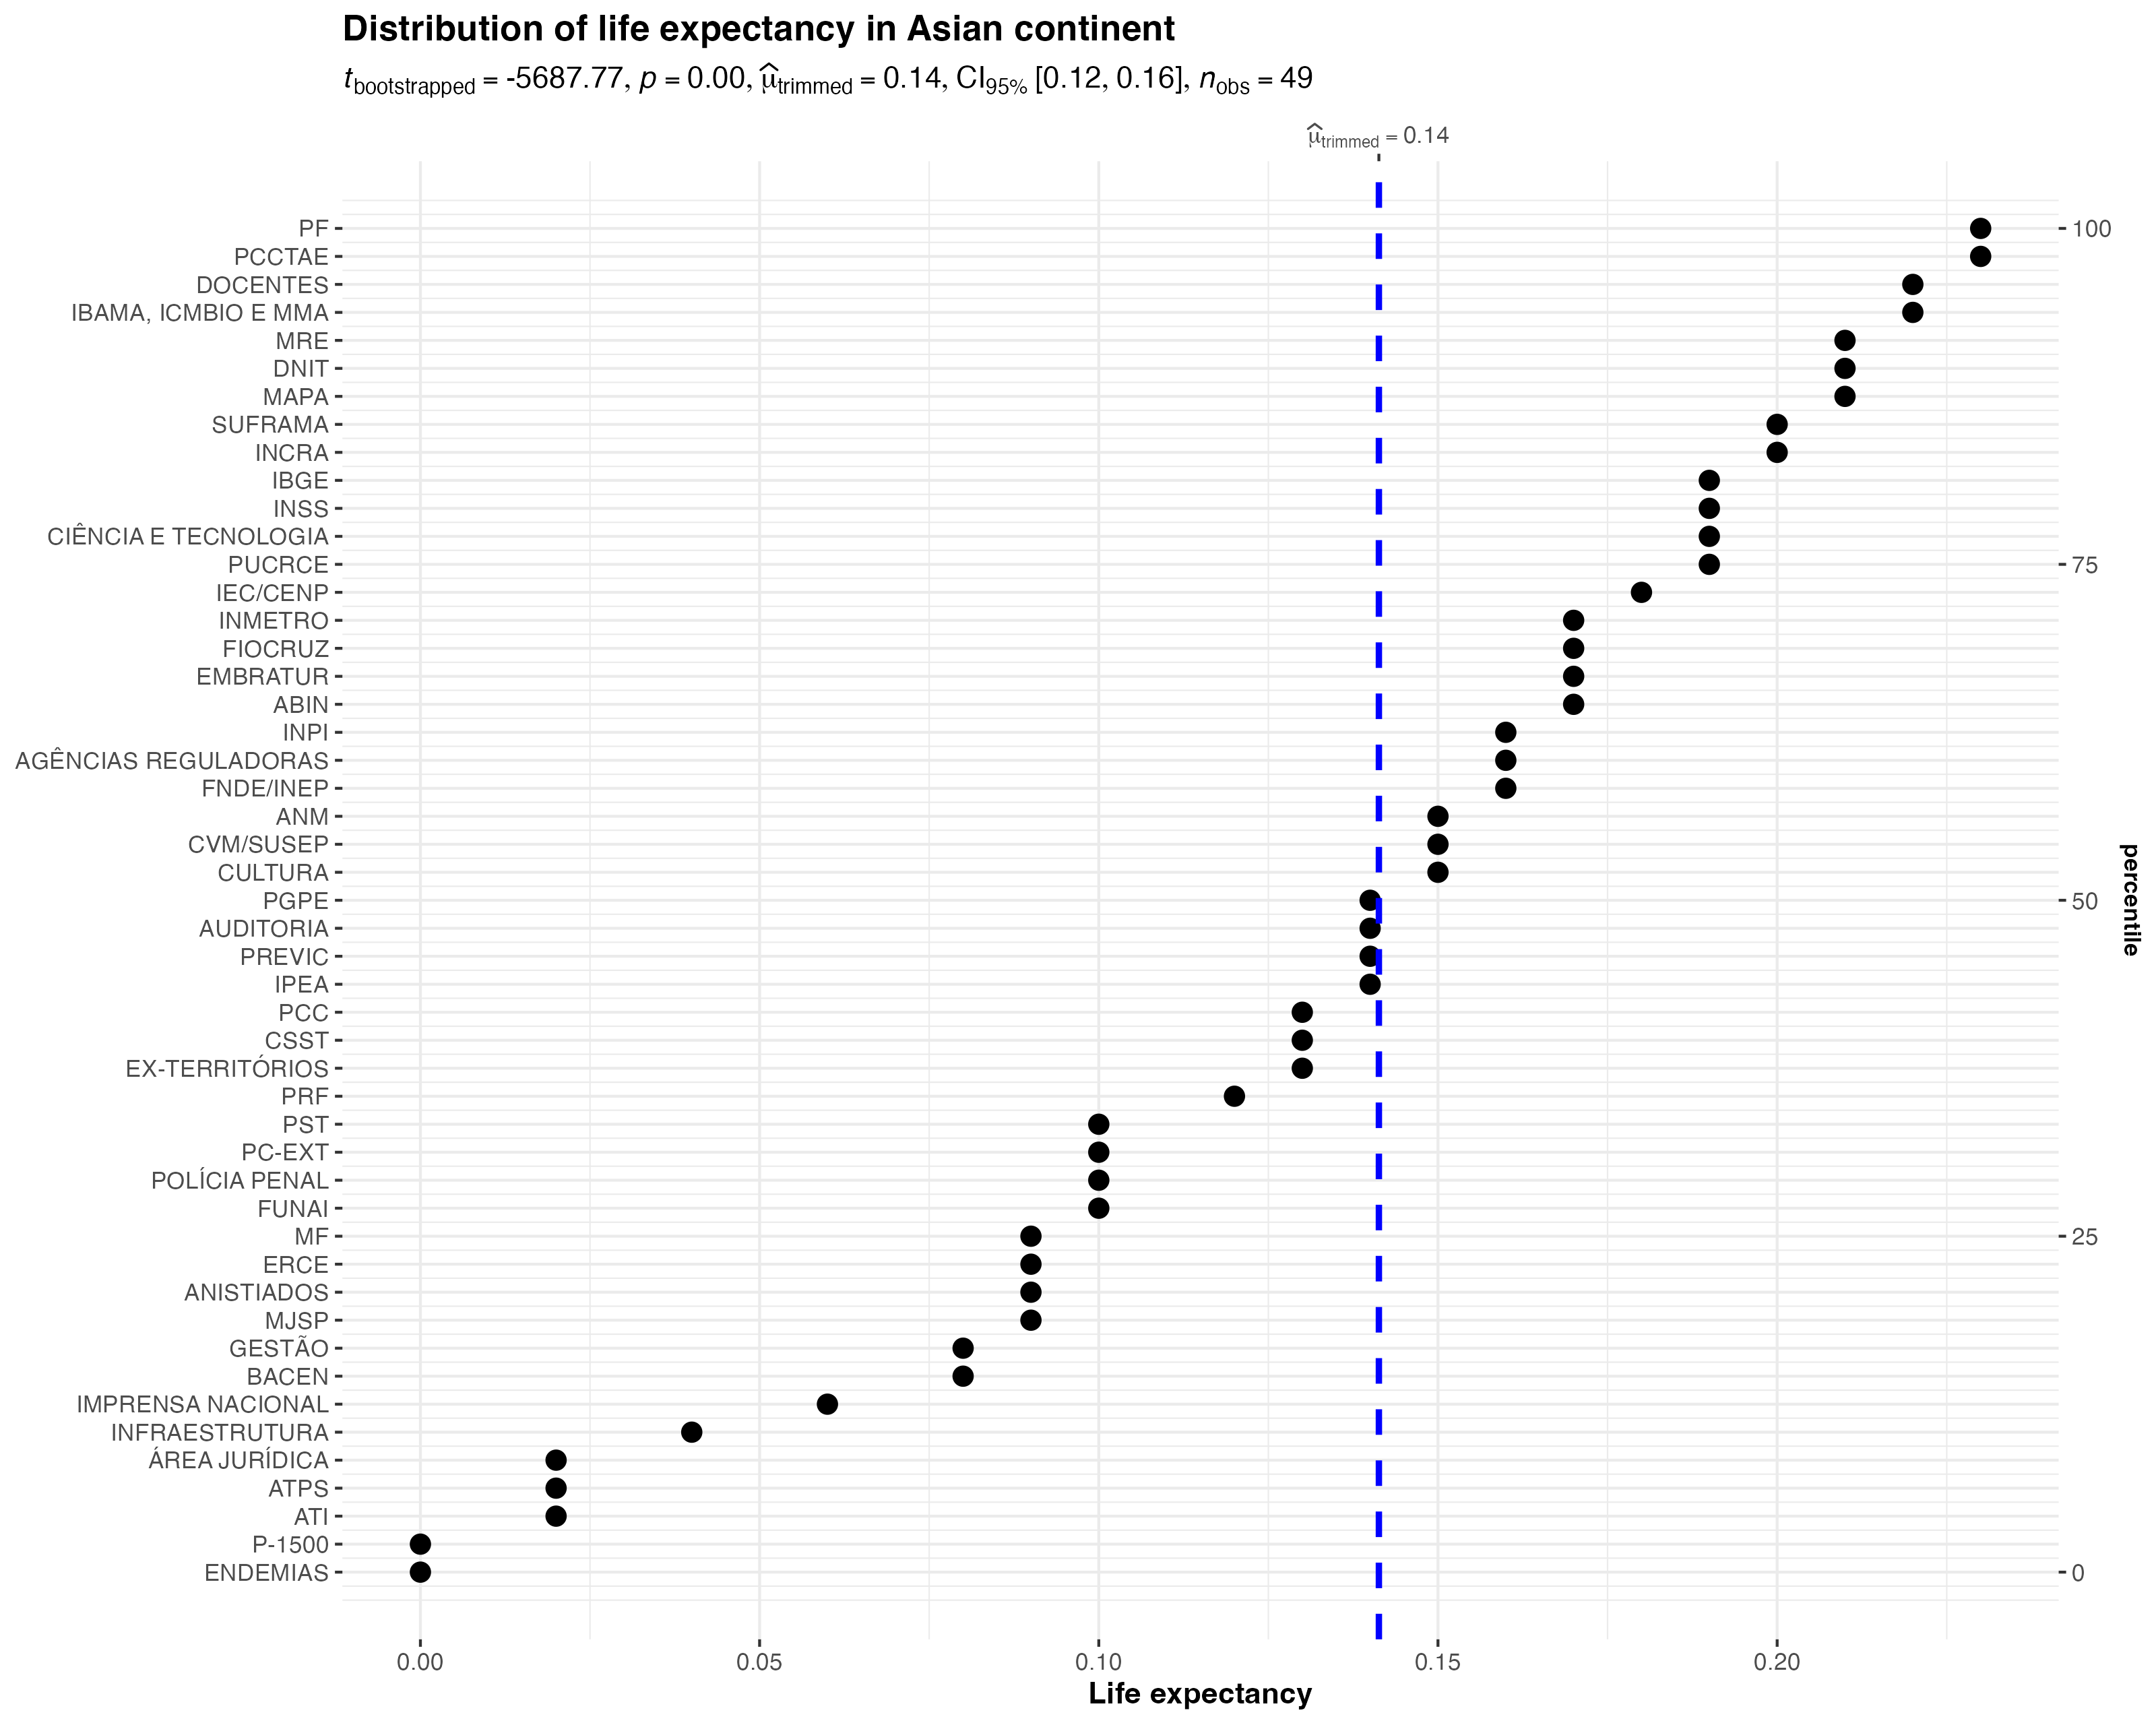 Distribution of life expectancy in Asian continent
t bootstrapped = -5687.77, p = 0.00, μ̂ trimmed = 0.14, CI 95% [0.12, 0.16], n obs = 49
μ̂ trimmed = 0.14
PF
PCCTAE
DOCENTES
IBAMA, ICMBIO E MMA
MRE
DNIT
MAPA
SUFRAMA
INCRA
IBGE
INSS
CIÊNCIA E TECNOLOGIA
PUCRCE
IEC/CENP
INMETRO
FIOCRUZ
EMBRATUR
ABIN
INPI
AGÊNCIAS REGULADORAS
FNDE/INEP
ANM
CVM/SUSEP
CULTURA
PGPE
AUDITORIA
PREVIC
IPEA
PCC
CSST
EX-TERRITÓRIOS
PRF
PST
PC-EXT
POLÍCIA PENAL
FUNAI
MF
ERCE
ANISTIADOS
MJSP
GESTÃO
BACEN
IMPRENSA NACIONAL
INFRAESTRUTURA
ÁREA JURÍDICA
ATPS
ATI
P-1500
ENDEMIAS
100
75
50
25
0
percentile
0.00 0.05 0.10 0.15 0.20
Life expectancy